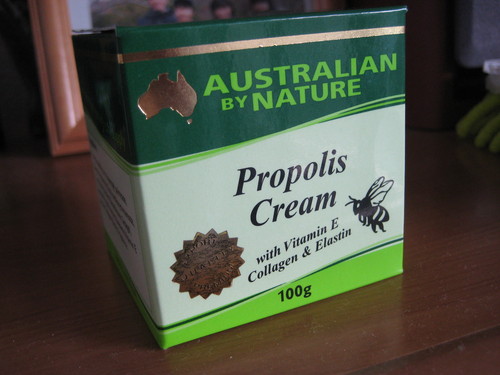 AUSTRALIAN
BY NATURE
Propolis
Cream
with Vitamin E
Collagen & Elastin
100g